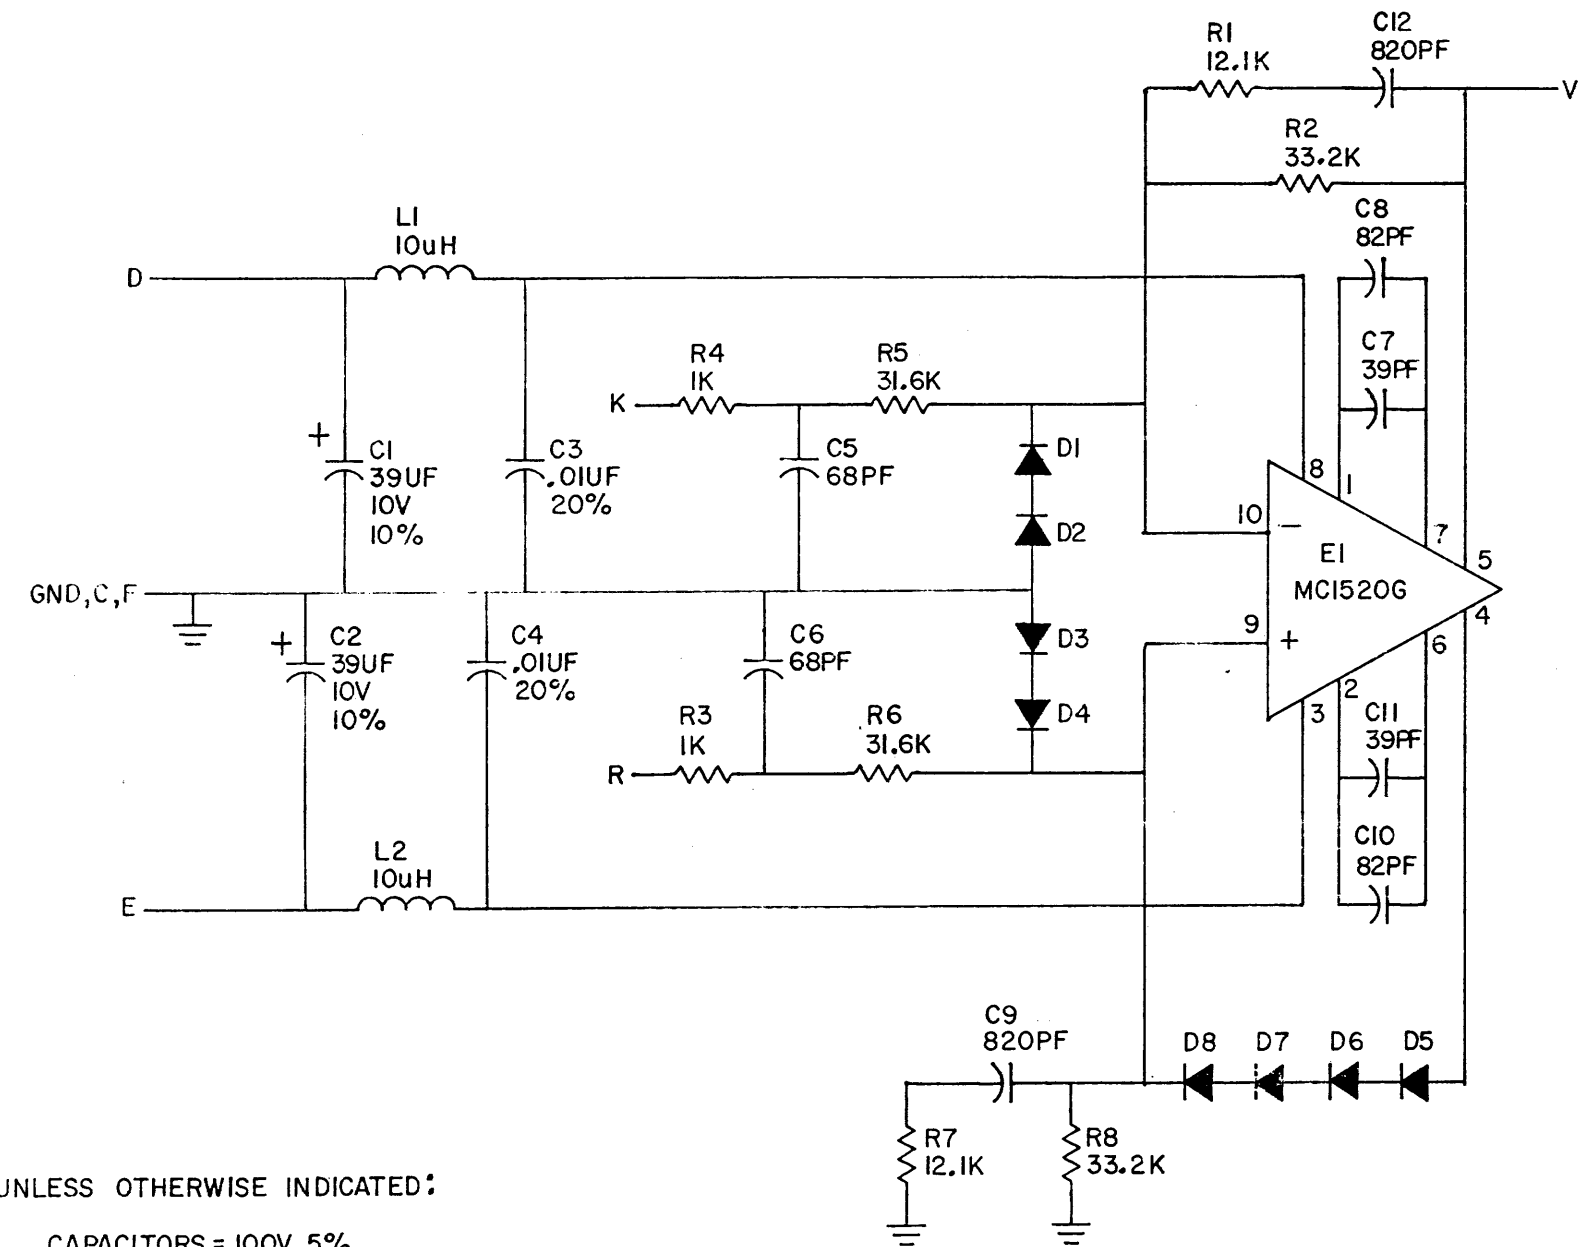 R1
12.1K
C12
820PF
V
R2
33.2K
C8
82PF
L1
10uH
D
C7
39PF
R4
1K
R5
31.6K
K
+
C1
39UF
10V
10%
C3
.01UF
20%
C5
68PF
D1
D2
8
1
10
−
7
E1
MC1520G
5
GND,C,F
+
C2
39UF
10V
10%
C4
.01UF
20%
C6
68PF
D3
D4
9
+
4
6
2
3
R3
1K
R6
31.6K
R
C11
39PF
C10
82PF
L2
10uH
E
C9
820PF
D8
D7
D6
D5
R7
12.1K
R8
33.2K
UNLESS OTHERWISE INDICATED:
CAPACITORS = 100V, 5%